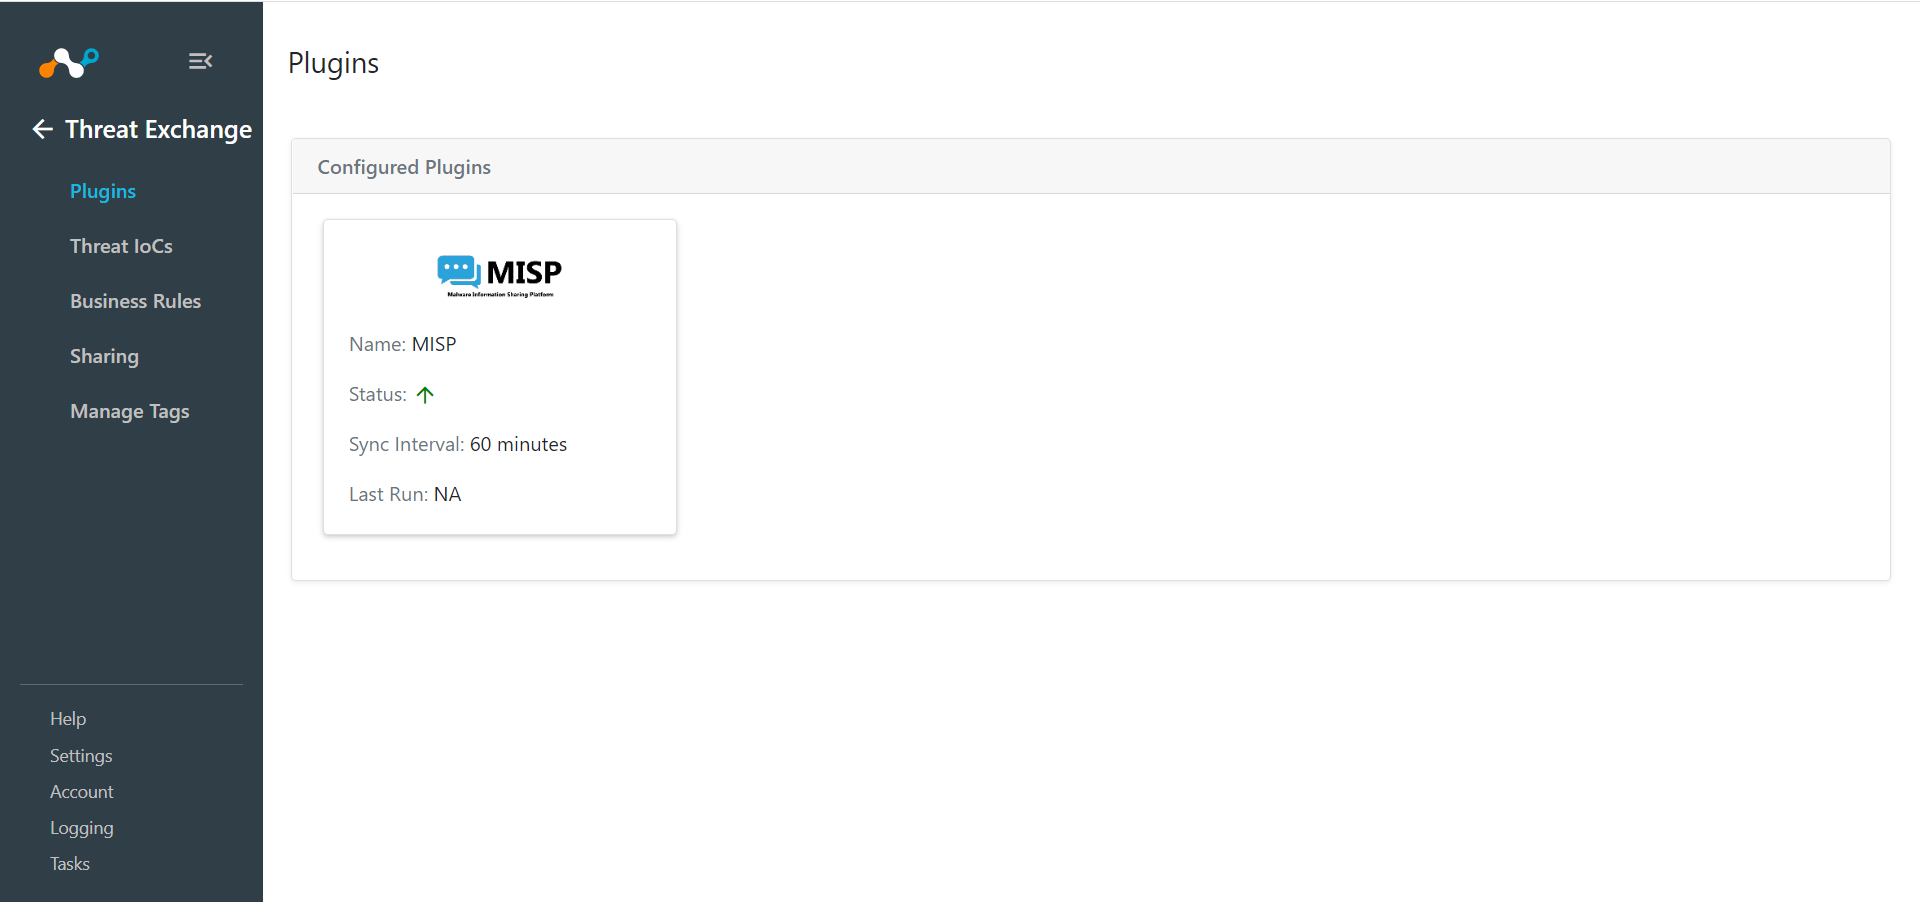 Threat Exchange
Plugins
Threat IoCs
Business Rules
Sharing
Manage Tags
Help
Settings
Account
Logging
Tasks
Plugins
Configured Plugins
MISP
Malware Information Sharing Platform
Name: MISP
Status:
Sync Interval: 60 minutes
Last Run: NA